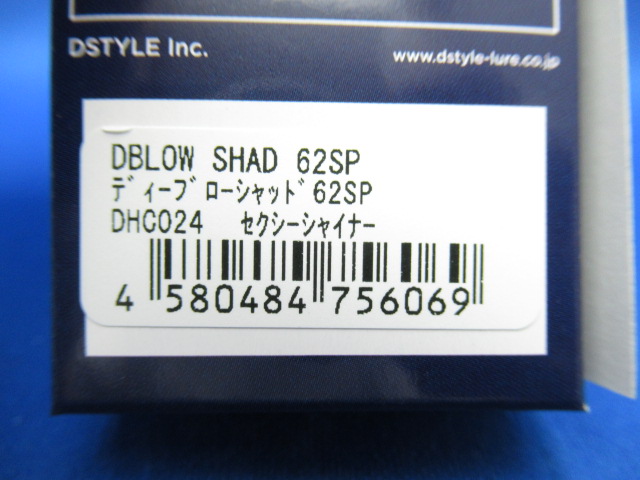 DSTYLE Inc.
www.dstyle-lure.co.jp
DBLOW SHAD 62SP
ディーブローシャッド62SP
DHC024 セクシーシャイナー
4 580484 756069